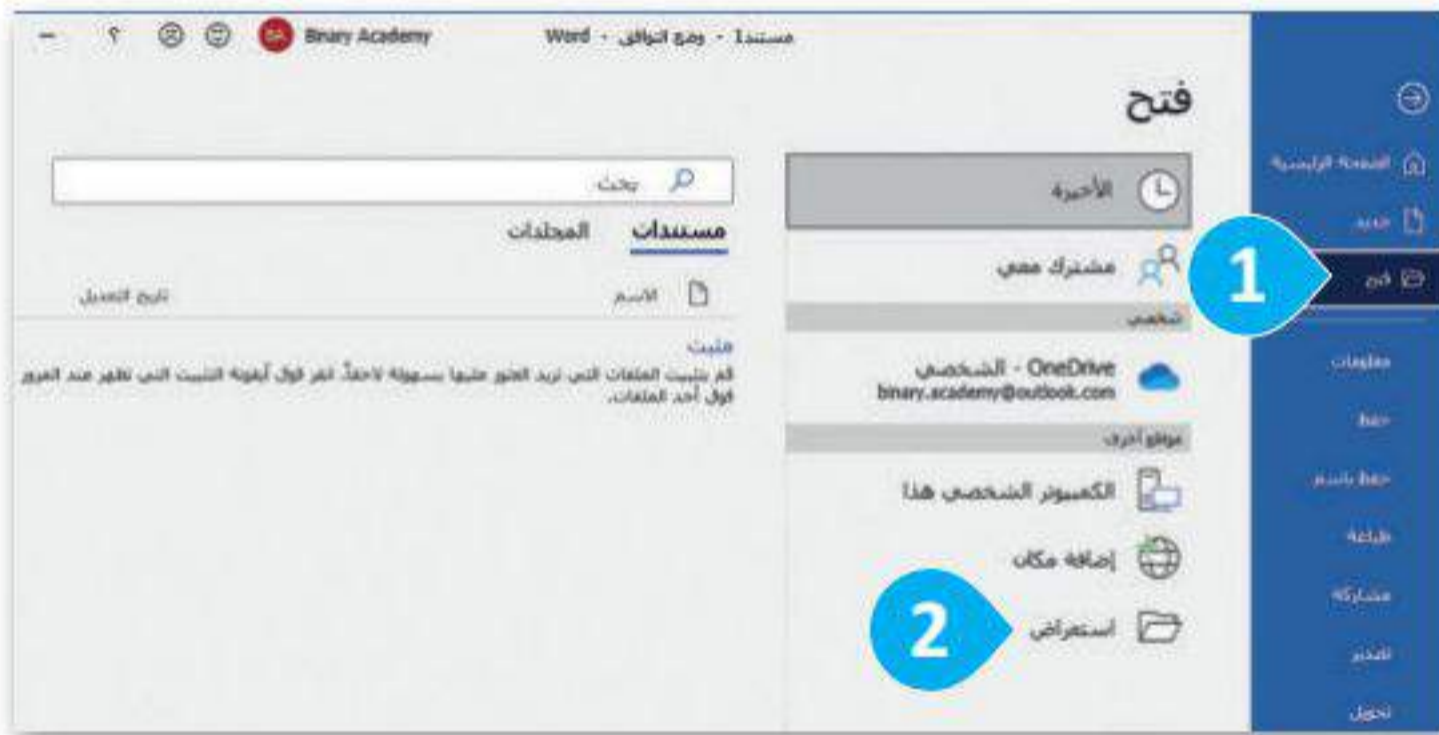 مستند1 - وضع التوافق - Word
Binary Academy
BA
؟
الصفحة الرئيسية
جديد
فتح
معلومات
حفظ
حفظ باسم
طباعة
مشاركة
تصدير
تحويل
1
فتح
الأخيرة
مشترك معي
شخصي
OneDrive - الشخصي
binary.academy@outlook.com
مواقع أخرى
الكمبيوتر الشخصي هذا
إضافة مكان
استعراض
2
بحث
مستندات المجلدات
الاسم تاريخ التعديل
مثبت
قم بتثبيت الملفات التي تريد العثور عليها بسهولة لاحقاً. انقر فوق أيقونة التثبيت التي تظهر عند المرور
فوق أحد الملفات.